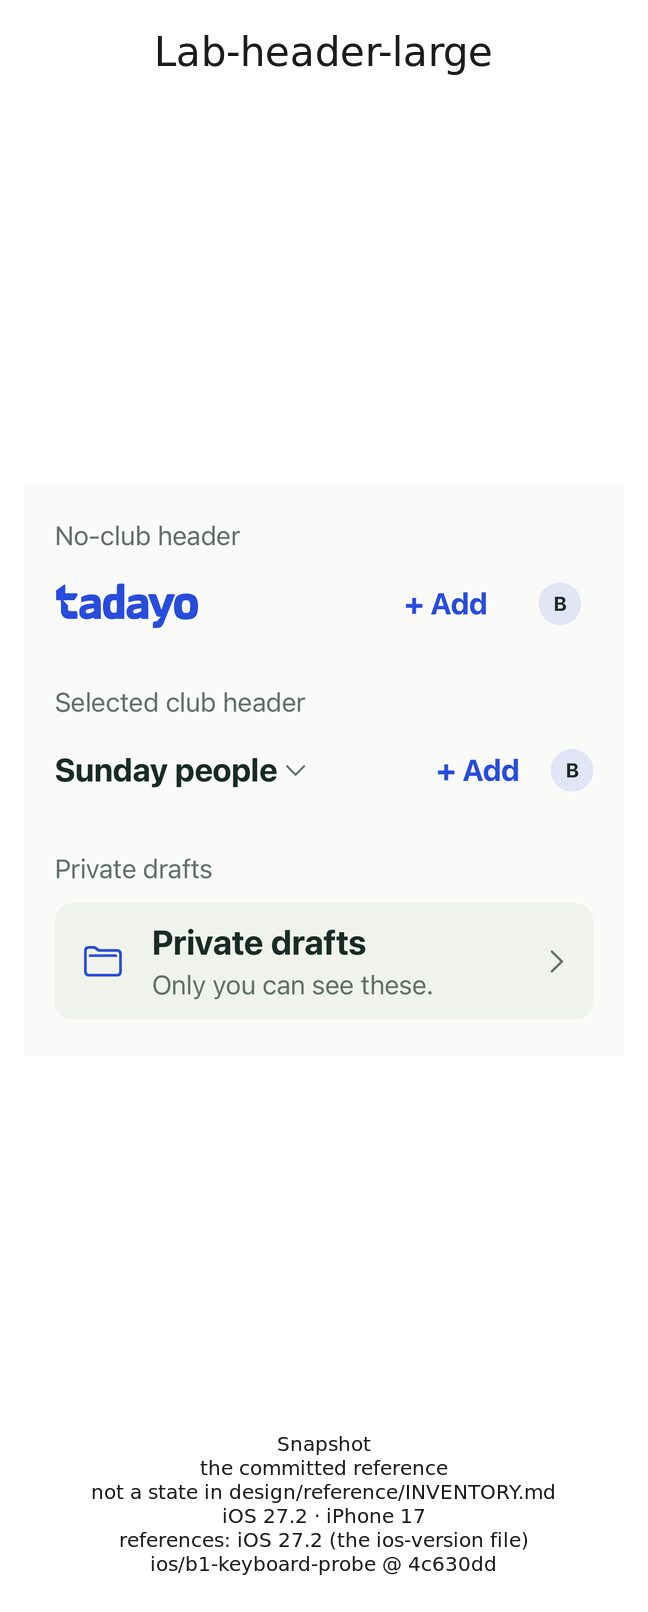 Lab-header-large
No-club header
tadayo
+ Add
B
Selected club header
Sunday people
+ Add
B
Private drafts
Private drafts
Only you can see these.
Snapshot
the committed reference
not a state in design/reference/INVENTORY.md
iOS 27.2 · iPhone 17
references: iOS 27.2 (the ios-version file)
ios/b1-keyboard-probe @ 4c630dd